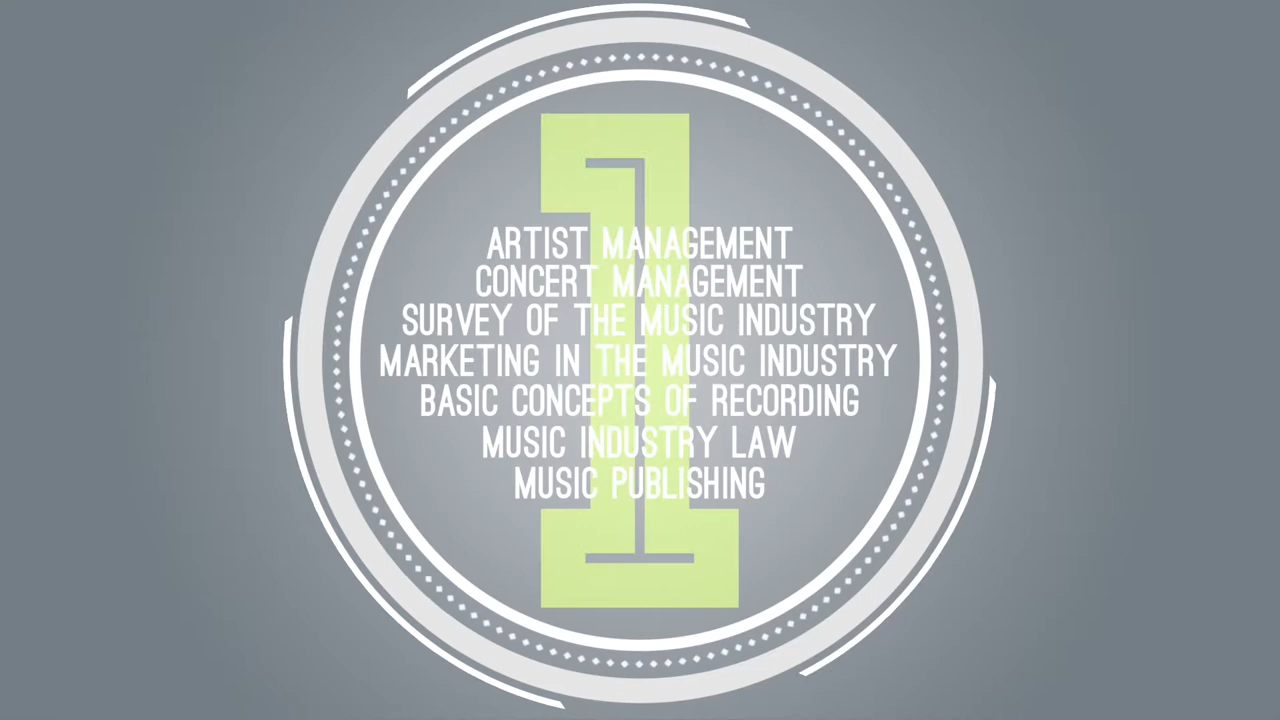 1
ARTIST MANAGEMENT
CONCERT MANAGEMENT
SURVEY OF THE MUSIC INDUSTRY
MARKETING IN THE MUSIC INDUSTRY
BASIC CONCEPTS OF RECORDING
MUSIC INDUSTRY LAW
MUSIC PUBLISHING